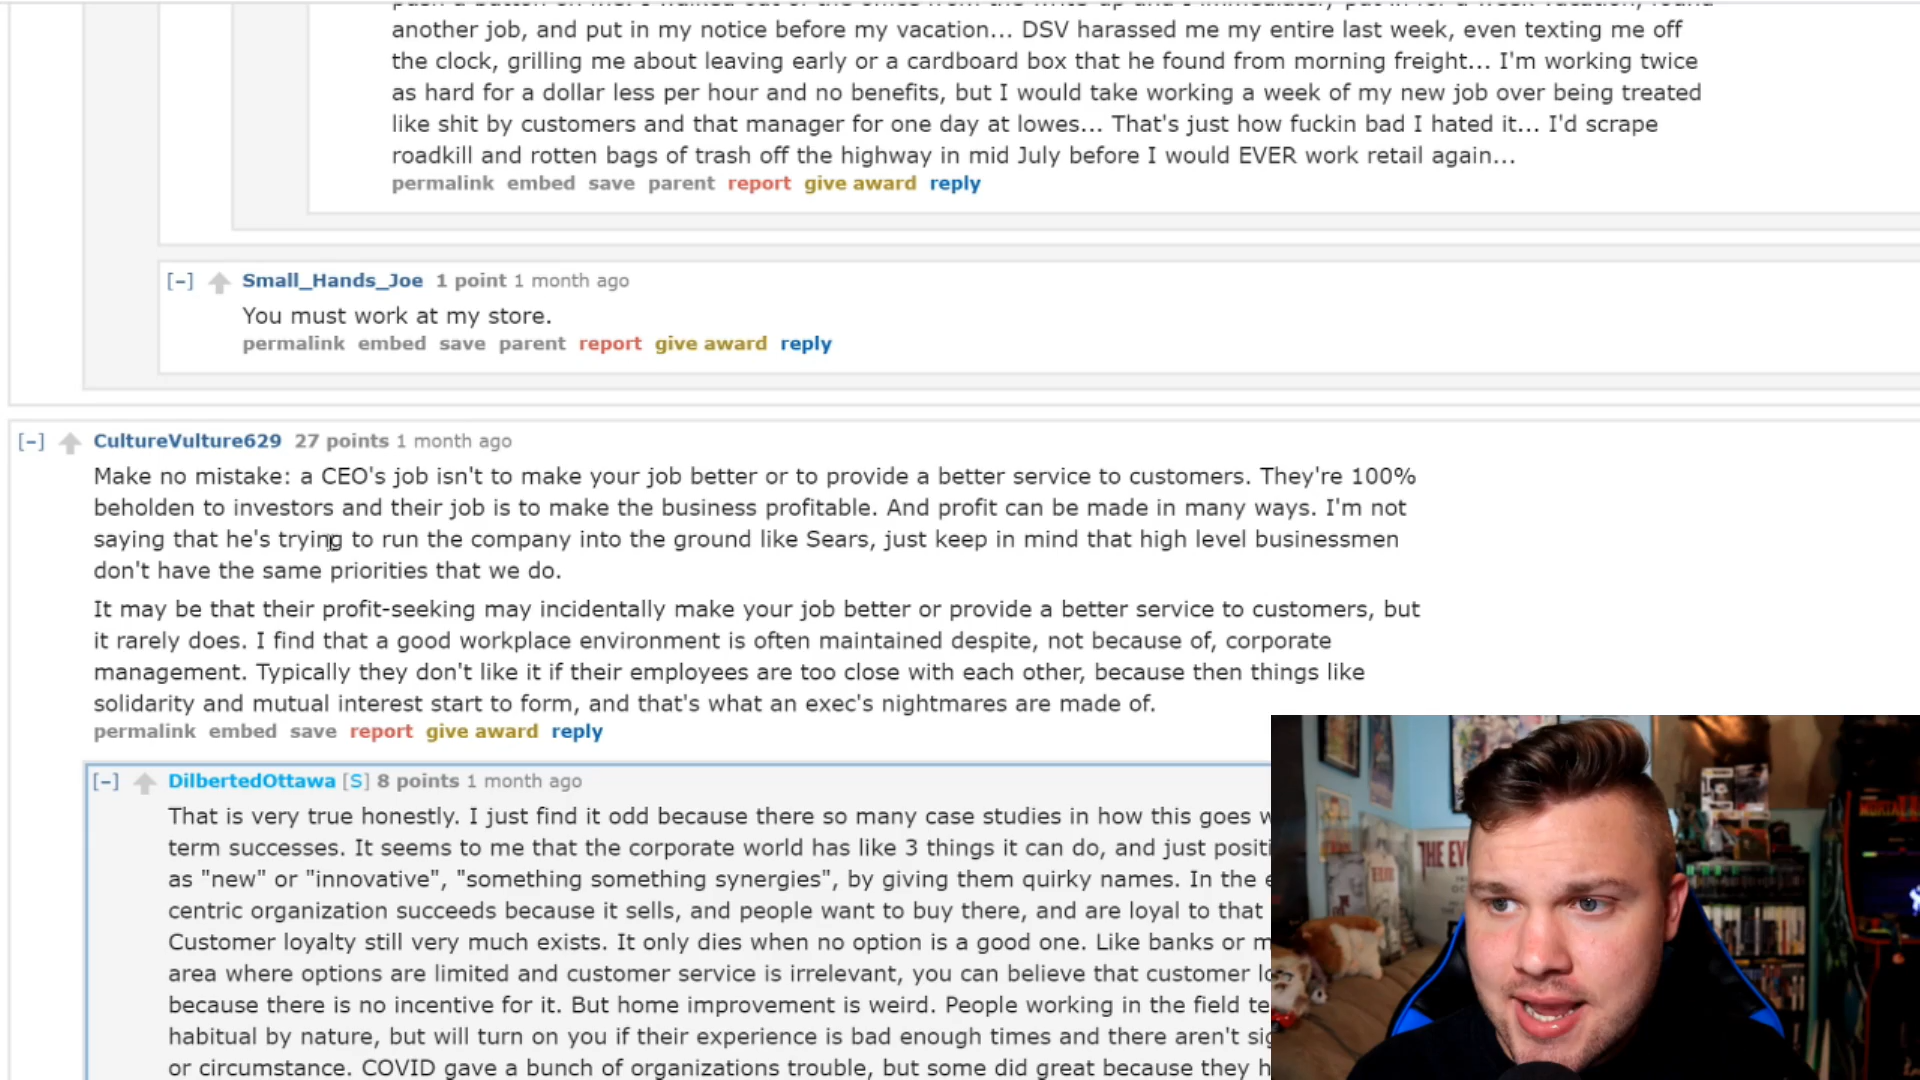 another job, and put in my notice before my vacation... DSV harassed me my entire last week, even texting me off
the clock, grilling me about leaving early or a cardboard box that he found from morning freight... I'm working twice
as hard for a dollar less per hour and no benefits, but I would take working a week of my new job over being treated
like shit by customers and that manager for one day at lowes... That's just how fuckin bad I hated it... I'd scrape
roadkill and rotten bags of trash off the highway in mid July before I would EVER work retail again...
permalink embed save parent report give award reply
[–] Small_Hands_Joe 1 point 1 month ago
You must work at my store.
permalink embed save parent report give award reply
[–] CultureVulture629 27 points 1 month ago
Make no mistake: a CEO's job isn't to make your job better or to provide a better service to customers. They're 100%
beholden to investors and their job is to make the business profitable. And profit can be made in many ways. I'm not
saying that he's trying to run the company into the ground like Sears, just keep in mind that high level businessmen
don't have the same priorities that we do.
It may be that their profit-seeking may incidentally make your job better or provide a better service to customers, but
it rarely does. I find that a good workplace environment is often maintained despite, not because of, corporate
management. Typically they don't like it if their employees are too close with each other, because then things like
solidarity and mutual interest start to form, and that's what an exec's nightmares are made of.
permalink embed save report give award reply
[–] DilbertedOttawa [S] 8 points 1 month ago
That is very true honestly. I just find it odd because there so many case studies in how this goes
term successes. It seems to me that the corporate world has like 3 things it can do, and just
as "new" or "innovative", "something something synergies", by giving them quirky names. In the
centric organization succeeds because it sells, and people want to buy there, and are loyal to that
Customer loyalty still very much exists. It only dies when no option is a good one. Like banks or
area where options are limited and customer service is irrelevant, you can believe that customer
because there is no incentive for it. But home improvement is weird. People working in the field
habitual by nature, but will turn on you if their experience is bad enough times and there aren't
or circumstance. COVID gave a bunch of organizations trouble, but some did great because they
THE